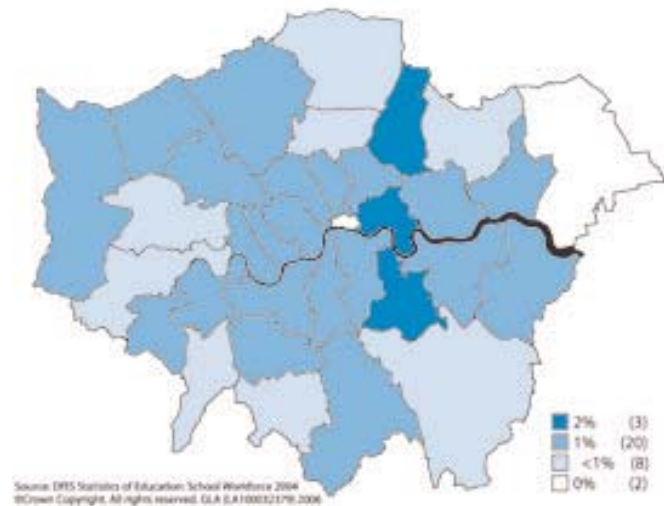 2% (3)
1% (20)
<1% (8)
0% (2)
Source: DfES Statistics of Education: School Workforce 2004
©Crown Copyright. All rights reserved. GLA (LA100032379) 2006